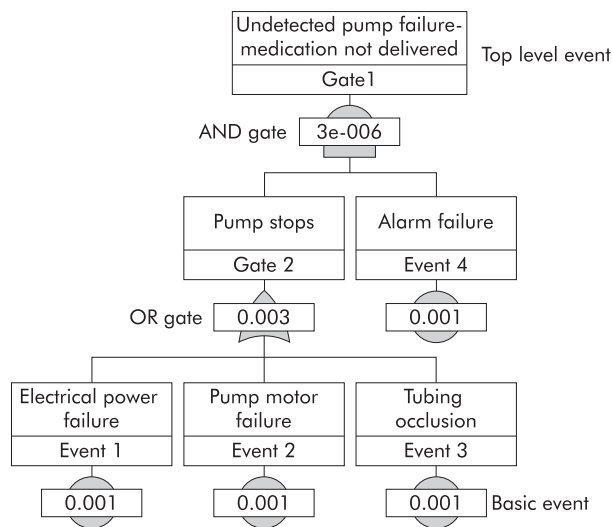 Undetected pump failure-
medication not delivered
Gate1
Top level event
AND gate
3e-006
Pump stops
Gate 2
Alarm failure
Event 4
OR gate
0.003
0.001
Electrical power
failure
Event 1
Pump motor
failure
Event 2
Tubing
occlusion
Event 3
0.001
0.001
0.001
Basic event